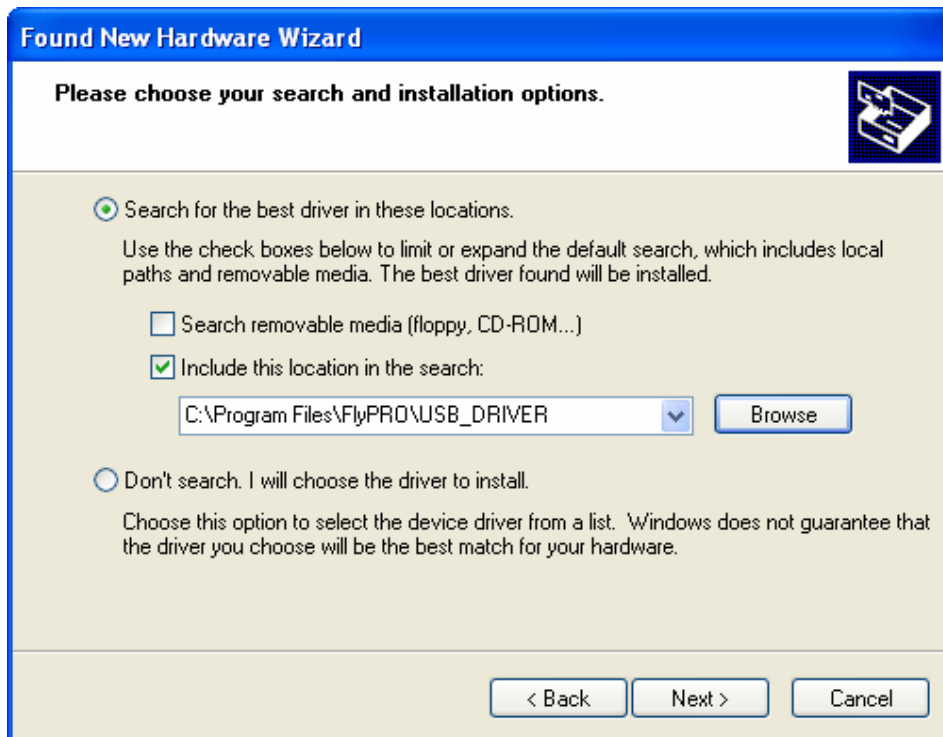 Found New Hardware Wizard
Please choose your search and installation options.
Search for the best driver in these locations.
Use the check boxes below to limit or expand the default search, which includes local
paths and removable media. The best driver found will be installed.
Search removable media (floppy, CD-ROM...)
Include this location in the search:
C:\Program Files\FlyPRO\USB_DRIVER
Browse
Don't search. I will choose the driver to install.
Choose this option to select the device driver from a list.  Windows does not guarantee that
the driver you choose will be the best match for your hardware.
< Back
Next >
Cancel